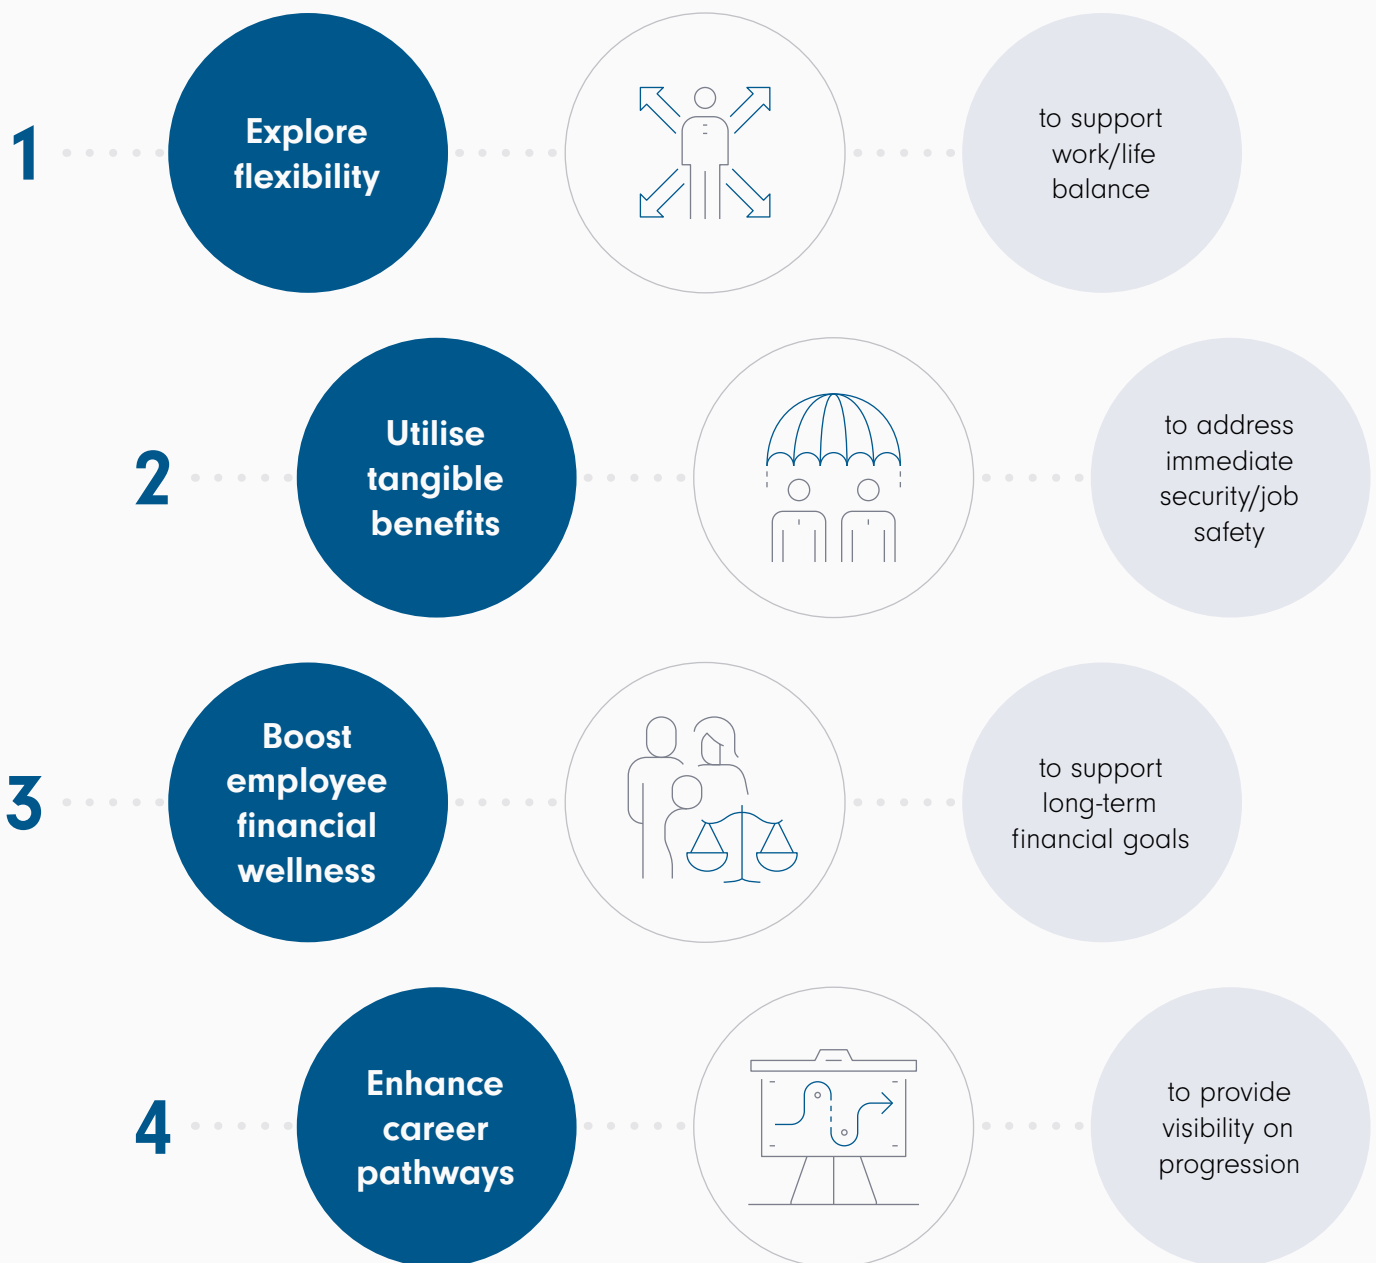 1
Explore
flexibility
to support
work/life
balance
2
Utilise
tangible
benefits
to address
immediate
security/job
safety
3
Boost
employee
financial
wellness
to support
long-term
financial goals
4
Enhance
career
pathways
to provide
visibility on
progression